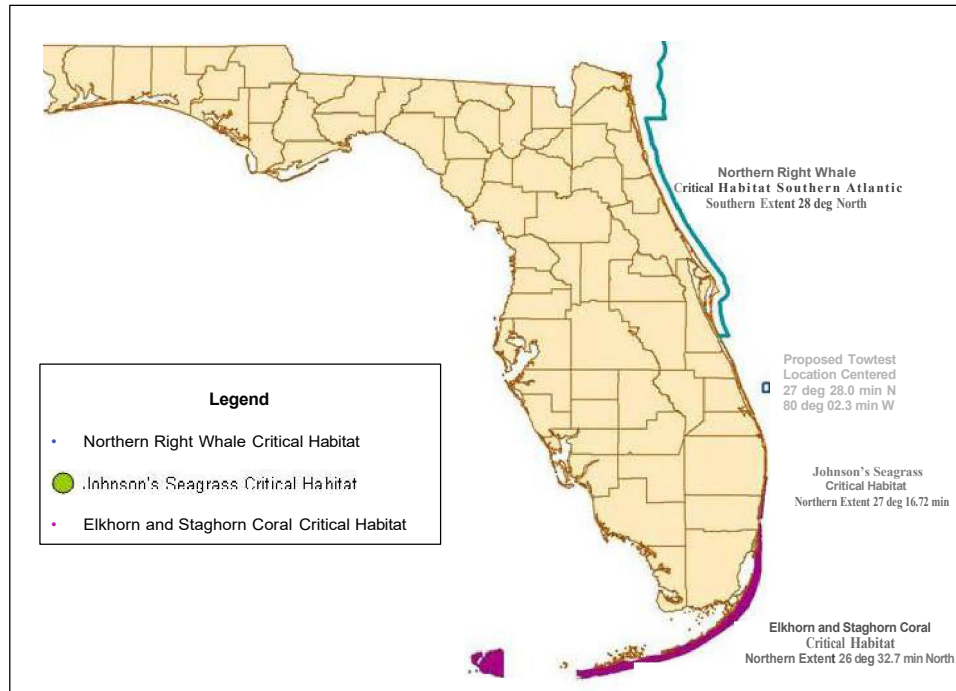 Northern Right Whale
Critical Habitat Southern Atlantic
Southern Extent 28 deg North
Proposed Towtest
Location Centered
27 deg 28.0 min N
80 deg 02.3 min W
Legend
Northern Right Whale Critical Habitat
Johnson's Seagrass Critical Habitat
Elkhorn and Staghorn Coral Critical Habitat
Johnson's Seagrass
Critical Habitat
Northern Extent 27 deg 16.72 min
Elkhorn and Staghorn Coral
Critical Habitat
Northern Extent 26 deg 32.7 min North